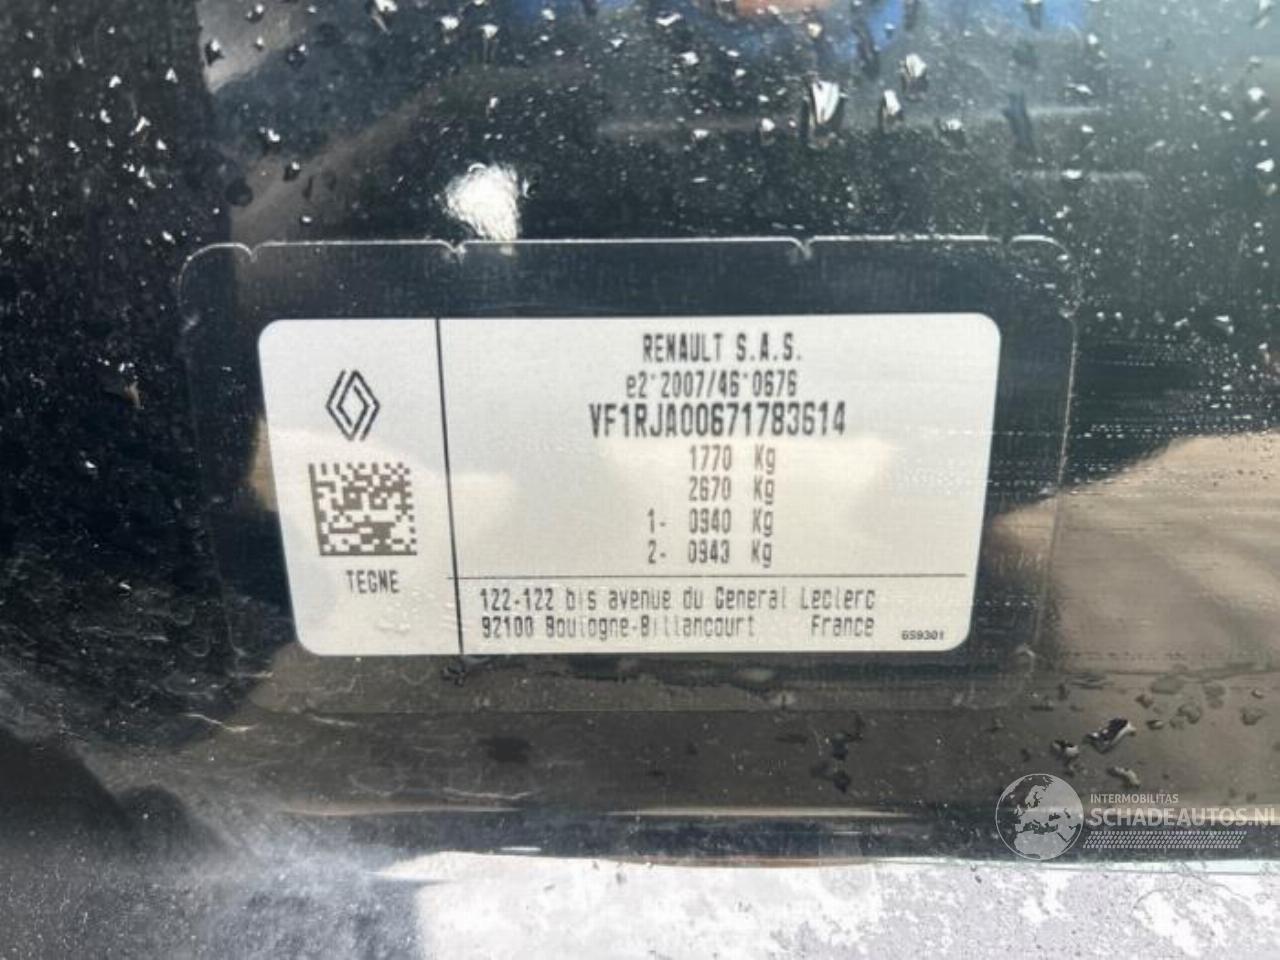 RENAULT S.A.S.
e2*2007/46*0676
VF1RJA00671783614
1770 Kg
2670 Kg
1- 0940 Kg
2- 0943 Kg
TEGNE
122-122 bis avenue du General Leclerc
92100 Boulogne-Billancourt France
659301
INTERMOBILITAS
SCHADEAUTOS.NL